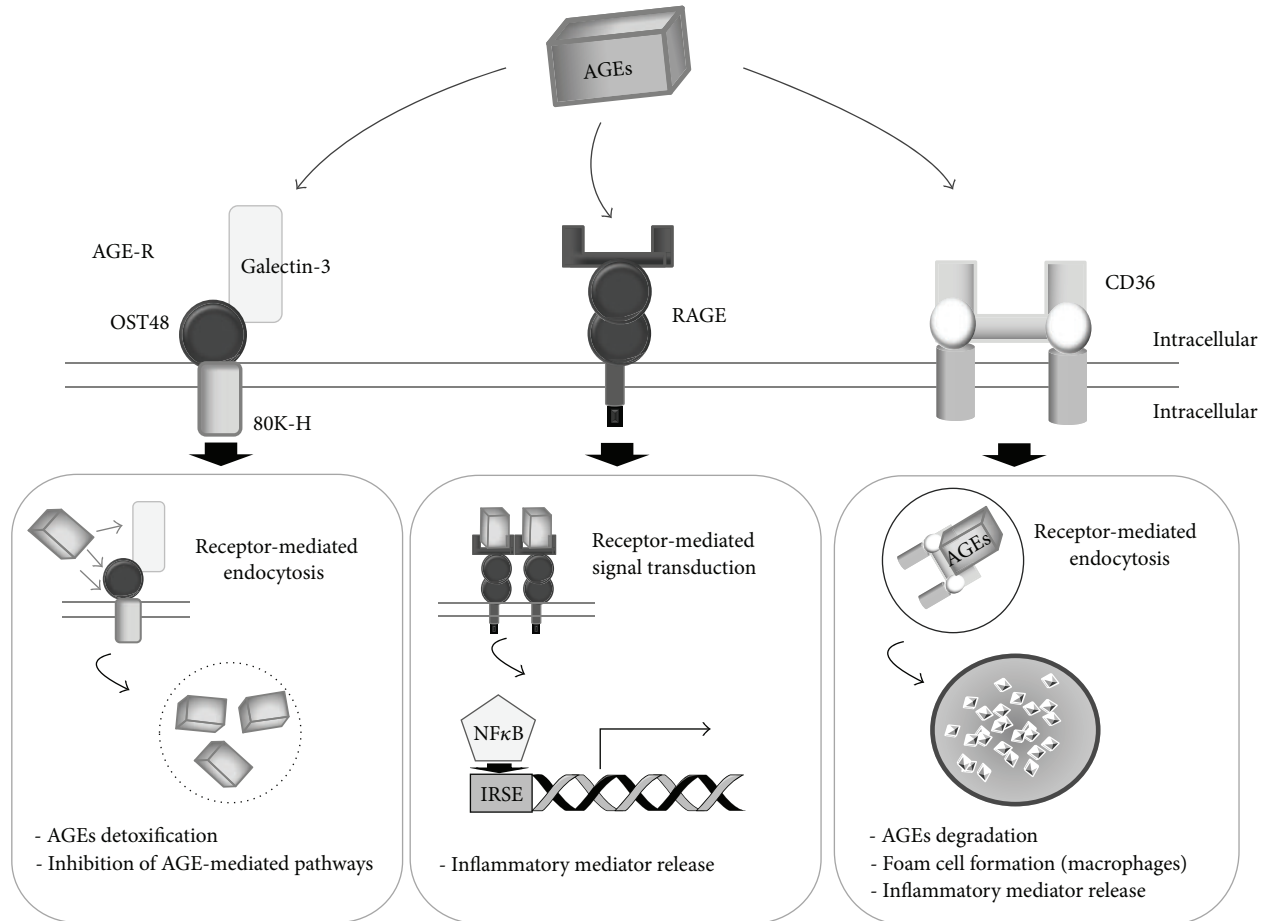 AGEs
AGE-R
Galectin-3
OST48
80K-H
RAGE
CD36
Intracellular
Intracellular
Receptor-mediated
endocytosis
- AGEs detoxification
- Inhibition of AGE-mediated pathways
Receptor-mediated
signal transduction
NFκB
IRSE
- Inflammatory mediator release
AGEs
Receptor-mediated
endocytosis
- AGEs degradation
- Foam cell formation (macrophages)
- Inflammatory mediator release